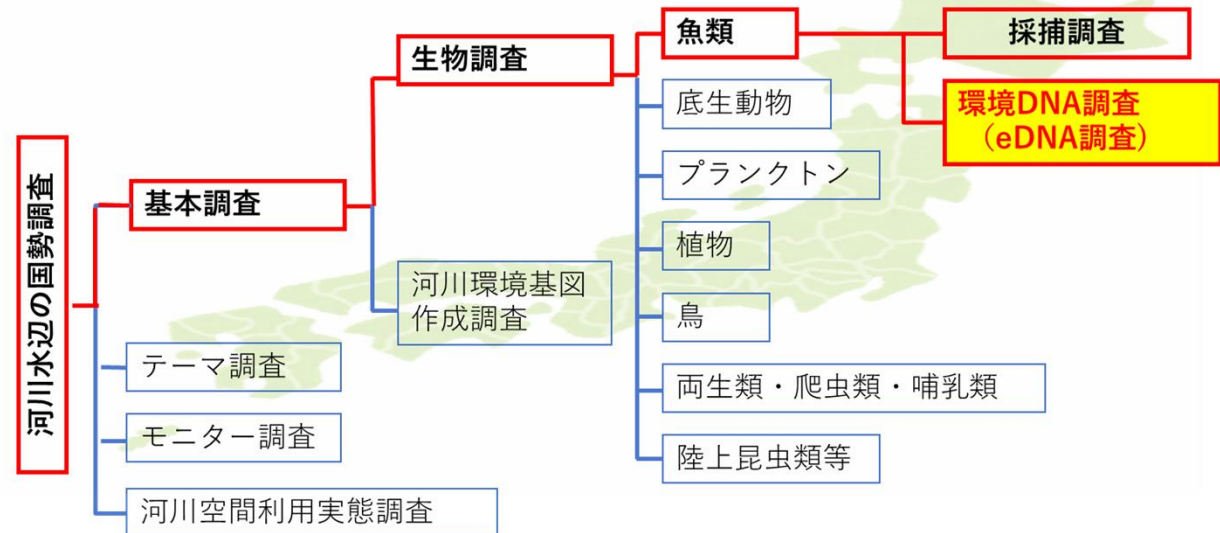 河川水辺の国勢調査
基本調査
テーマ調査
モニター調査
河川空間利用実態調査
生物調査
河川環境基図
作成調査
魚類
底生動物
プランクトン
植物
鳥
両生類・爬虫類・哺乳類
陸上昆虫類等
採捕調査
環境DNA調査
（eDNA調査）